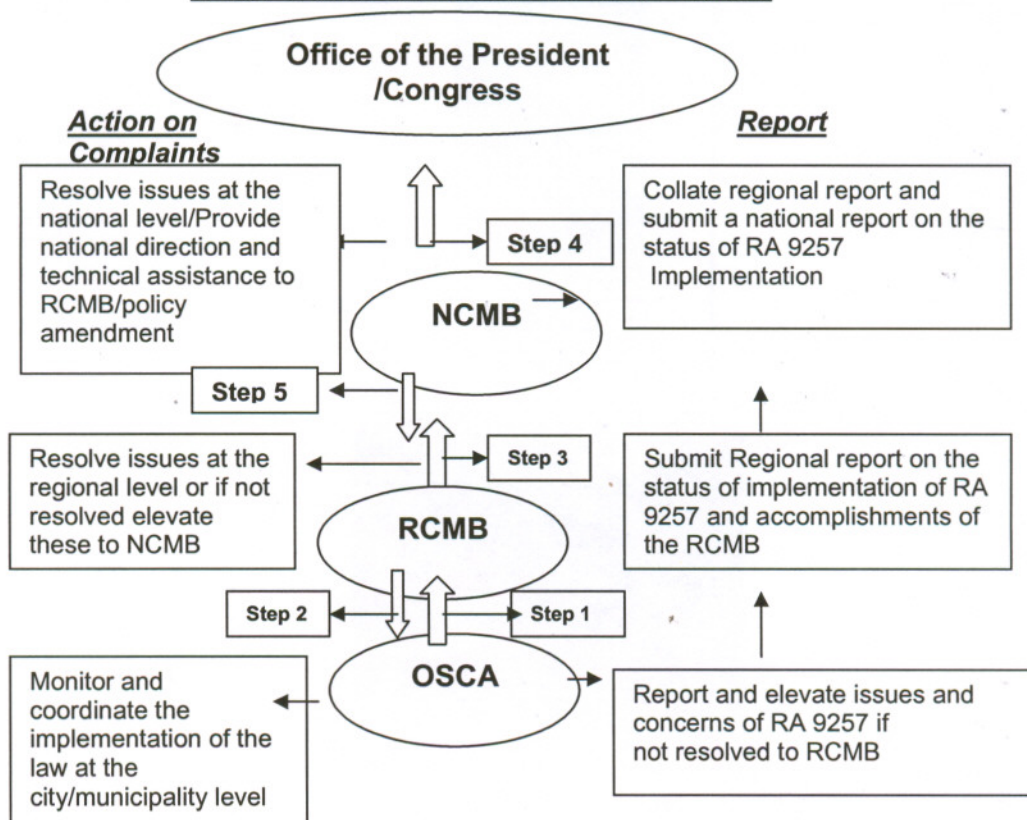 Office of the President
/Congress
Action on
Complaints
Report
Resolve issues at the
national level/Provide
national direction and
technical assistance to
RCMB/policy
amendment
Step 4
Collate regional report and
submit a national report on the
status of RA 9257
Implementation
NCMB
Step 5
Resolve issues at the
regional level or if not
resolved elevate
these to NCMB
Step 3
Submit Regional report on the
status of implementation of RA
9257 and accomplishments of
the RCMB
RCMB
Step 2
Step 1
Monitor and
coordinate the
implementation of the
law at the
city/municipality level
OSCA
Report and elevate issues and
concerns of RA 9257 if
not resolved to RCMB